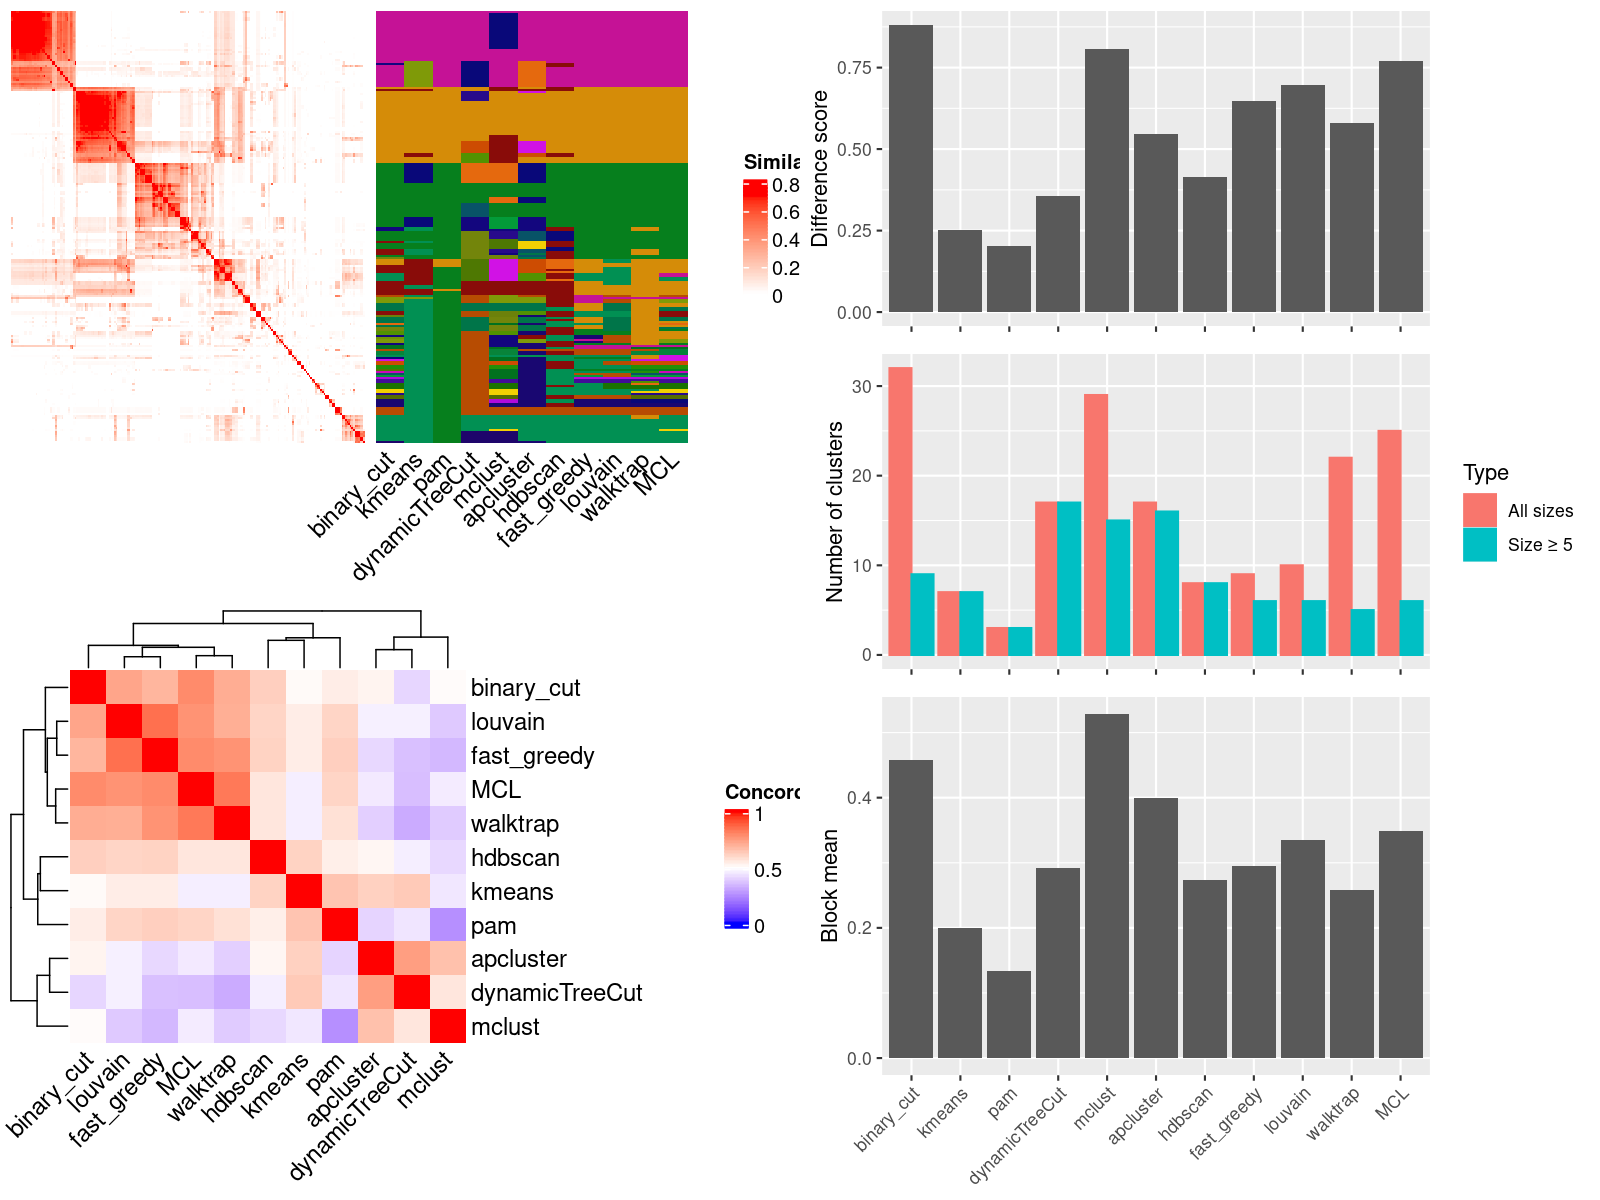 Simila
0.8
0.6
0.4
0.2
0
binary_cut
kmeans
pam
dynamicTreeCut
mclust
apcluster
hdbscan
fast_greedy
louvain
walktrap
MCL
binary_cut
louvain
fast_greedy
MCL
walktrap
hdbscan
kmeans
pam
apcluster
dynamicTreeCut
mclust
Concord
1
0.5
0
binary_cut
louvain
fast_greedy
MCL
walktrap
hdbscan
kmeans
pam
apcluster
dynamicTreeCut
mclust
Difference score
0.75
0.50
0.25
0.00
Number of clusters
30
20
10
0
Type
All sizes
Size ≥ 5
Block mean
0.4
0.2
0.0
binary_cut
kmeans
pam
dynamicTreeCut
mclust
apcluster
hdbscan
fast_greedy
louvain
walktrap
MCL